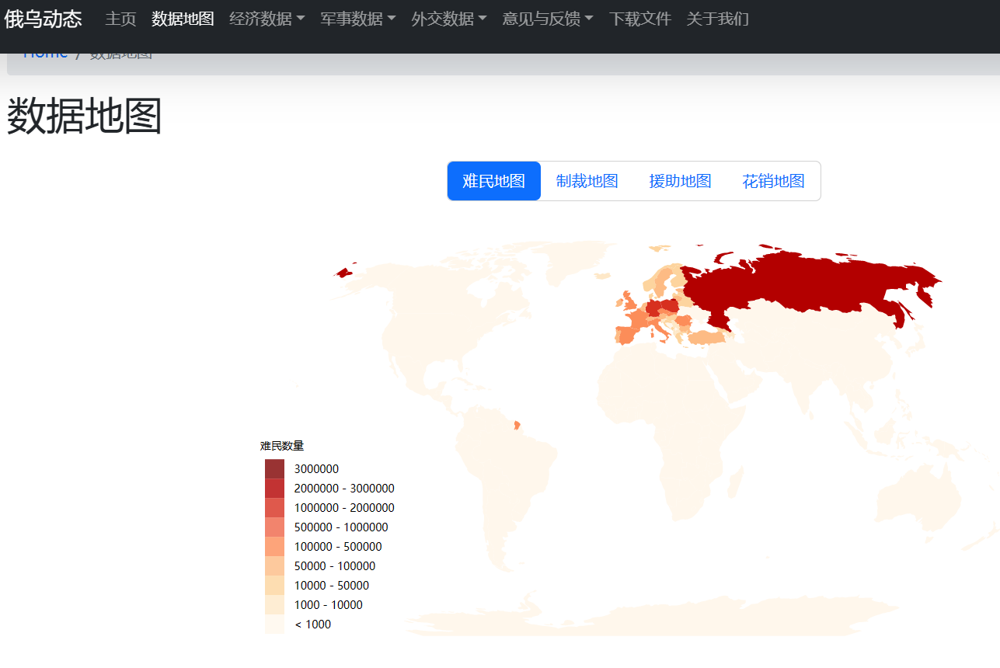 俄乌动态 主页 数据地图 经济数据 军事数据 外交数据 意见与反馈 下载文件 关于我们
Home / 数据地图
数据地图
难民地图 制裁地图 援助地图 花销地图
难民数量
3000000
2000000 - 3000000
1000000 - 2000000
500000 - 1000000
100000 - 500000
50000 - 100000
10000 - 50000
1000 - 10000
< 1000